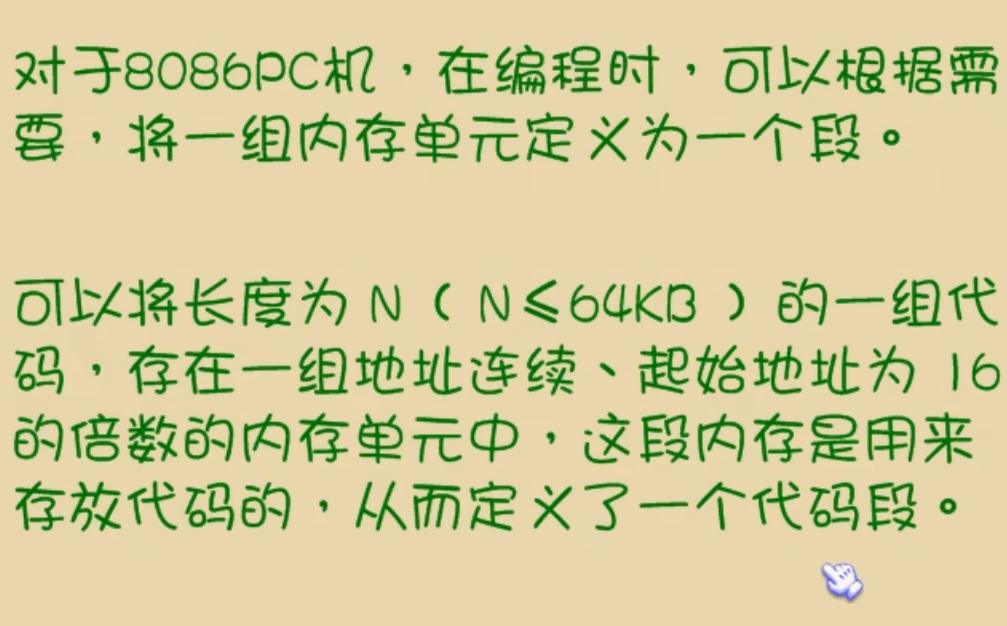 对于8086PC机，在编程时，可以根据需
要，将一组内存单元定义为一个段。
可以将长度为 N（ N≤64KB ）的一组代
码，存在一组地址连续、起始地址为 16
的倍数的内存单元中，这段内存是用来
存放代码的，从而定义了一个代码段。